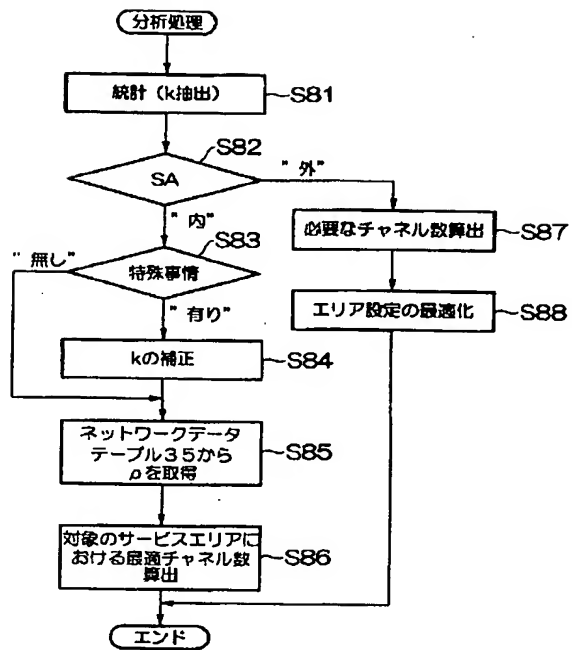 分析処理
統計（k抽出）
S81
S82
SA
”外”
”内”
S83
”無し”
特殊事情
必要なチャネル数算出
S87
”有り”
エリア設定の最適化
S88
kの補正
S84
ネットワークデータ
テーブル35から
ρを取得
S85
対象のサービスエリアに
おける最適チャネル数
算出
S86
エンド